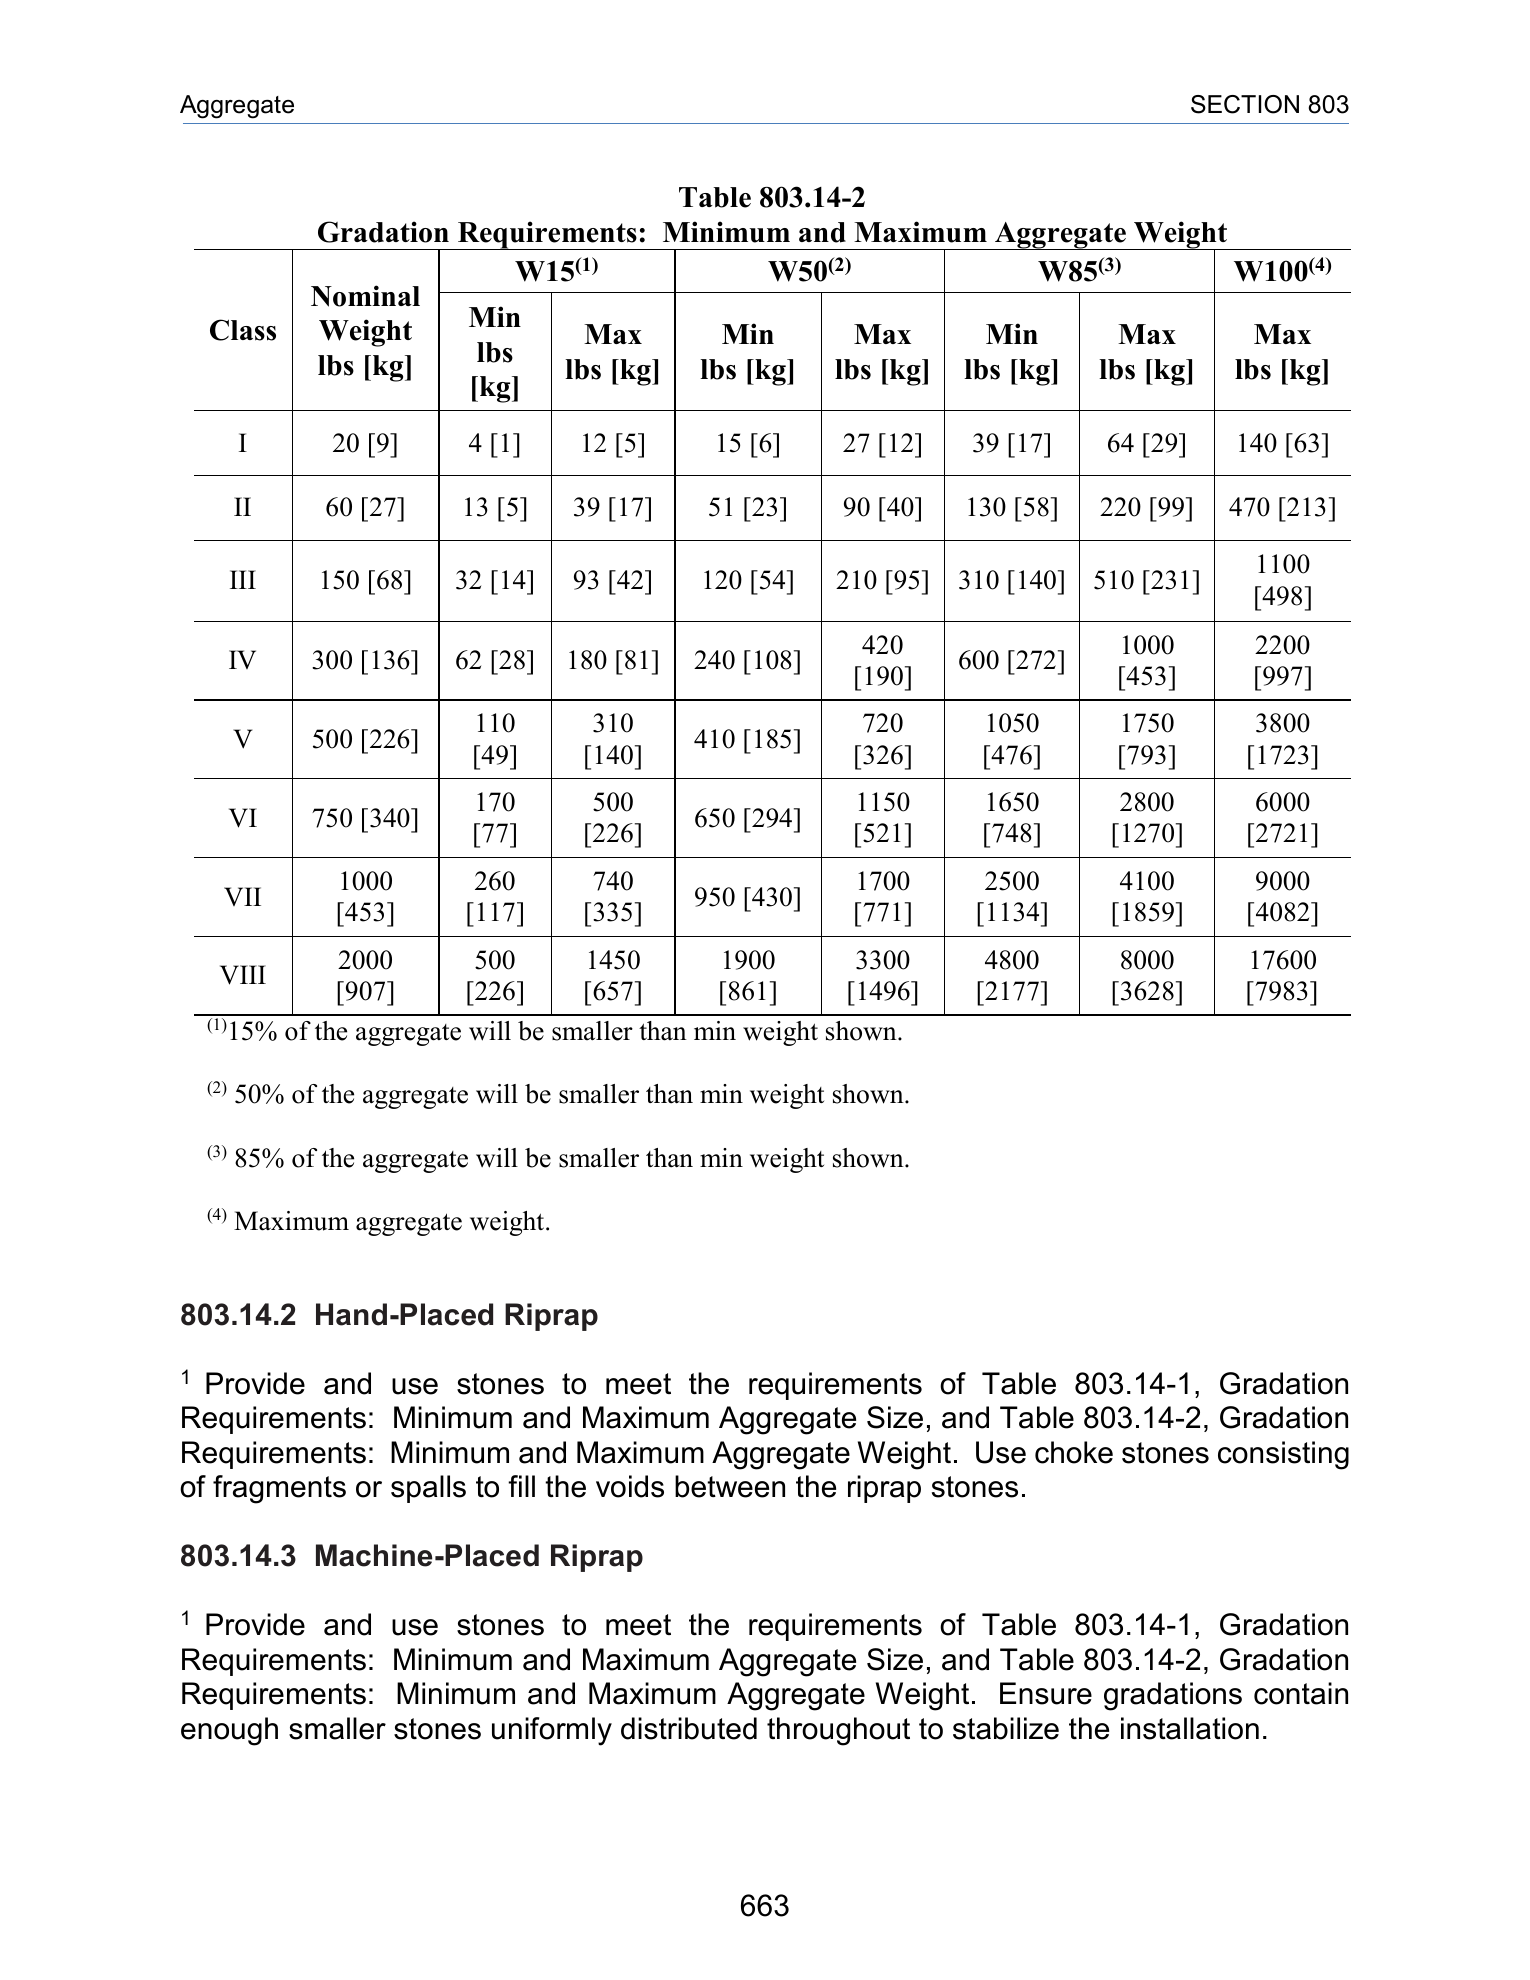 Aggregate SECTION 803
Table 803.14-2
Gradation Requirements:  Minimum and Maximum Aggregate Weight
Class Nominal Weight lbs [kg] W15(1) W50(2) W85(3) W100(4)
Min lbs [kg] Max lbs [kg] Min lbs [kg] Max lbs [kg] Min lbs [kg] Max lbs [kg] Max lbs [kg]
I 20 [9] 4 [1] 12 [5] 15 [6] 27 [12] 39 [17] 64 [29] 140 [63]
II 60 [27] 13 [5] 39 [17] 51 [23] 90 [40] 130 [58] 220 [99] 470 [213]
III 150 [68] 32 [14] 93 [42] 120 [54] 210 [95] 310 [140] 510 [231] 1100 [498]
IV 300 [136] 62 [28] 180 [81] 240 [108] 420 [190] 600 [272] 1000 [453] 2200 [997]
V 500 [226] 110 [49] 310 [140] 410 [185] 720 [326] 1050 [476] 1750 [793] 3800 [1723]
VI 750 [340] 170 [77] 500 [226] 650 [294] 1150 [521] 1650 [748] 2800 [1270] 6000 [2721]
VII 1000 [453] 260 [117] 740 [335] 950 [430] 1700 [771] 2500 [1134] 4100 [1859] 9000 [4082]
VIII 2000 [907] 500 [226] 1450 [657] 1900 [861] 3300 [1496] 4800 [2177] 8000 [3628] 17600 [7983]
(1)15% of the aggregate will be smaller than min weight shown.
(2) 50% of the aggregate will be smaller than min weight shown.
(3) 85% of the aggregate will be smaller than min weight shown.
(4) Maximum aggregate weight.
803.14.2  Hand-Placed Riprap
1 Provide and use stones to meet the requirements of Table 803.14-1, Gradation
Requirements:  Minimum and Maximum Aggregate Size, and Table 803.14-2, Gradation
Requirements:  Minimum and Maximum Aggregate Weight.  Use choke stones consisting
of fragments or spalls to fill the voids between the riprap stones.
803.14.3  Machine-Placed Riprap
1 Provide and use stones to meet the requirements of Table 803.14-1, Gradation
Requirements:  Minimum and Maximum Aggregate Size, and Table 803.14-2, Gradation
Requirements:  Minimum and Maximum Aggregate Weight.  Ensure gradations contain
enough smaller stones uniformly distributed throughout to stabilize the installation.
663